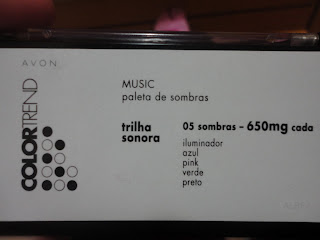 AVON
COLORTREND
MUSIC
paleta de sombras
trilha sonora
05 sombras - 650mg cada
iluminador
azul
pink
verde
preto